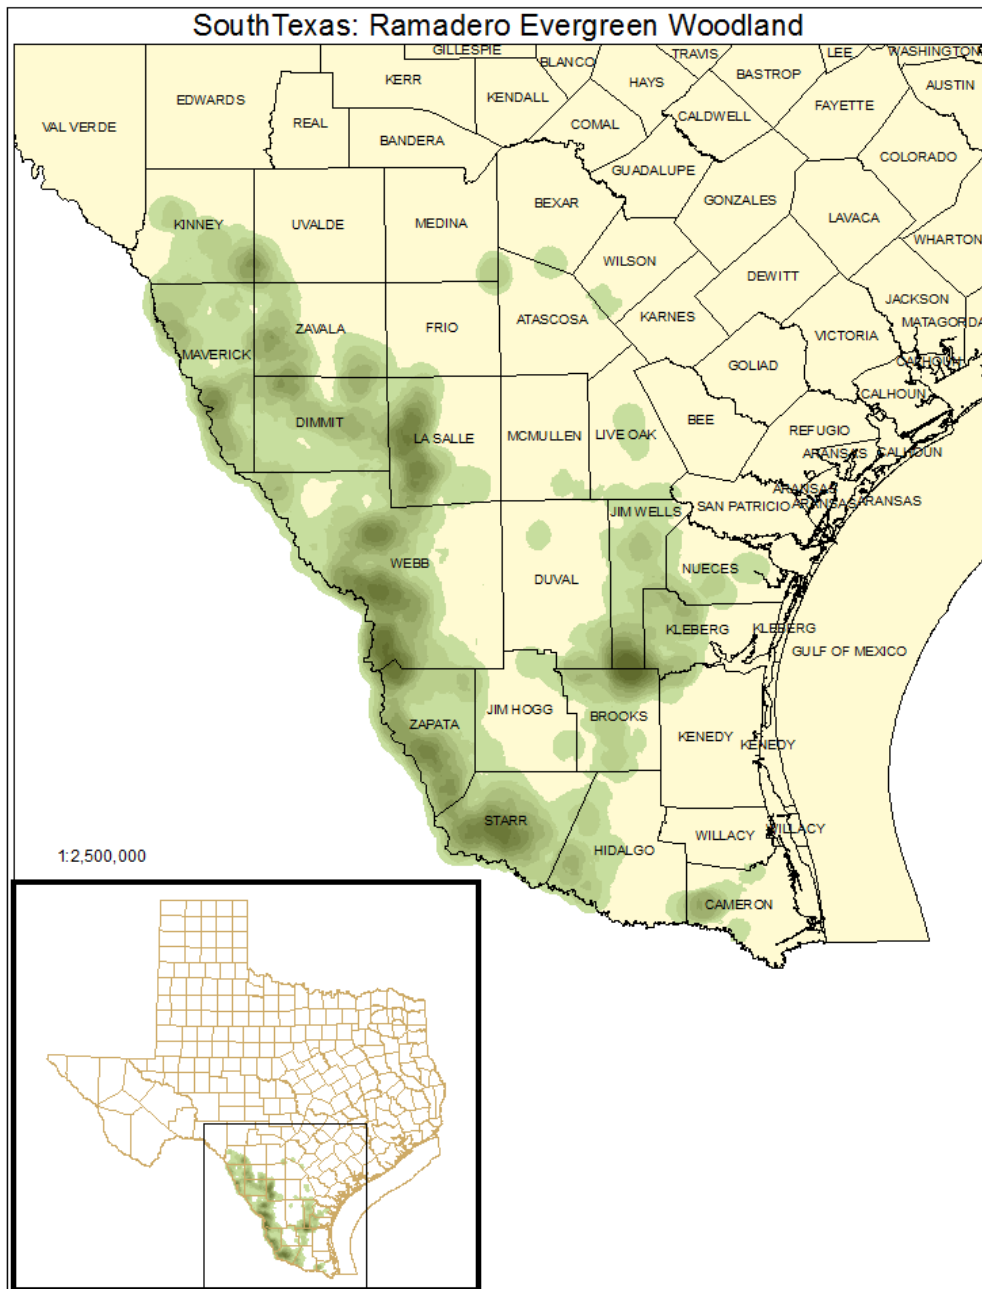 SouthTexas: Ramadero Evergreen Woodland
GILLESPIE
BLANCO
TRAVIS
LEE
WASHINGTON
KERR
HAYS
BASTROP
AUSTIN
EDWARDS
KENDALL
FAYETTE
VAL VERDE
REAL
COMAL
CALDWELL
BANDERA
COLORADO
GUADALUPE
GONZALES
BEXAR
LAVACA
KINNEY
UVALDE
MEDINA
WHARTON
WILSON
DEWITT
JACKSON
ZAVALA
FRIO
ATASCOSA
KARNES
MATAGORDA
VICTORIA
MAVERICK
GOLIAD
CALHOUN
CALHOUN
DIMMIT
LA SALLE
MCMULLEN
LIVE OAK
BEE
REFUGIO
ARANSAS
CALHOUN
ARANSAS
SAN PATRICIO
ARANSAS
ARANSAS
JIM WELLS
WEBB
DUVAL
NUECES
KLEBERG
KLEBERG
GULF OF MEXICO
ZAPATA
JIM HOGG
BROOKS
KENEDY
KENEDY
STARR
HIDALGO
WILLACY
WILLACY
1:2,500,000
CAMERON